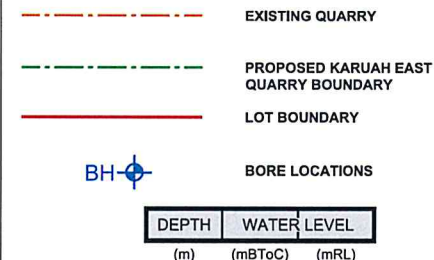 EXISTING QUARRY
PROPOSED KARUAH EAST
QUARRY BOUNDARY
LOT BOUNDARY
BH BORE LOCATIONS
DEPTH WATER LEVEL
(m) (mBToC) (mRL)